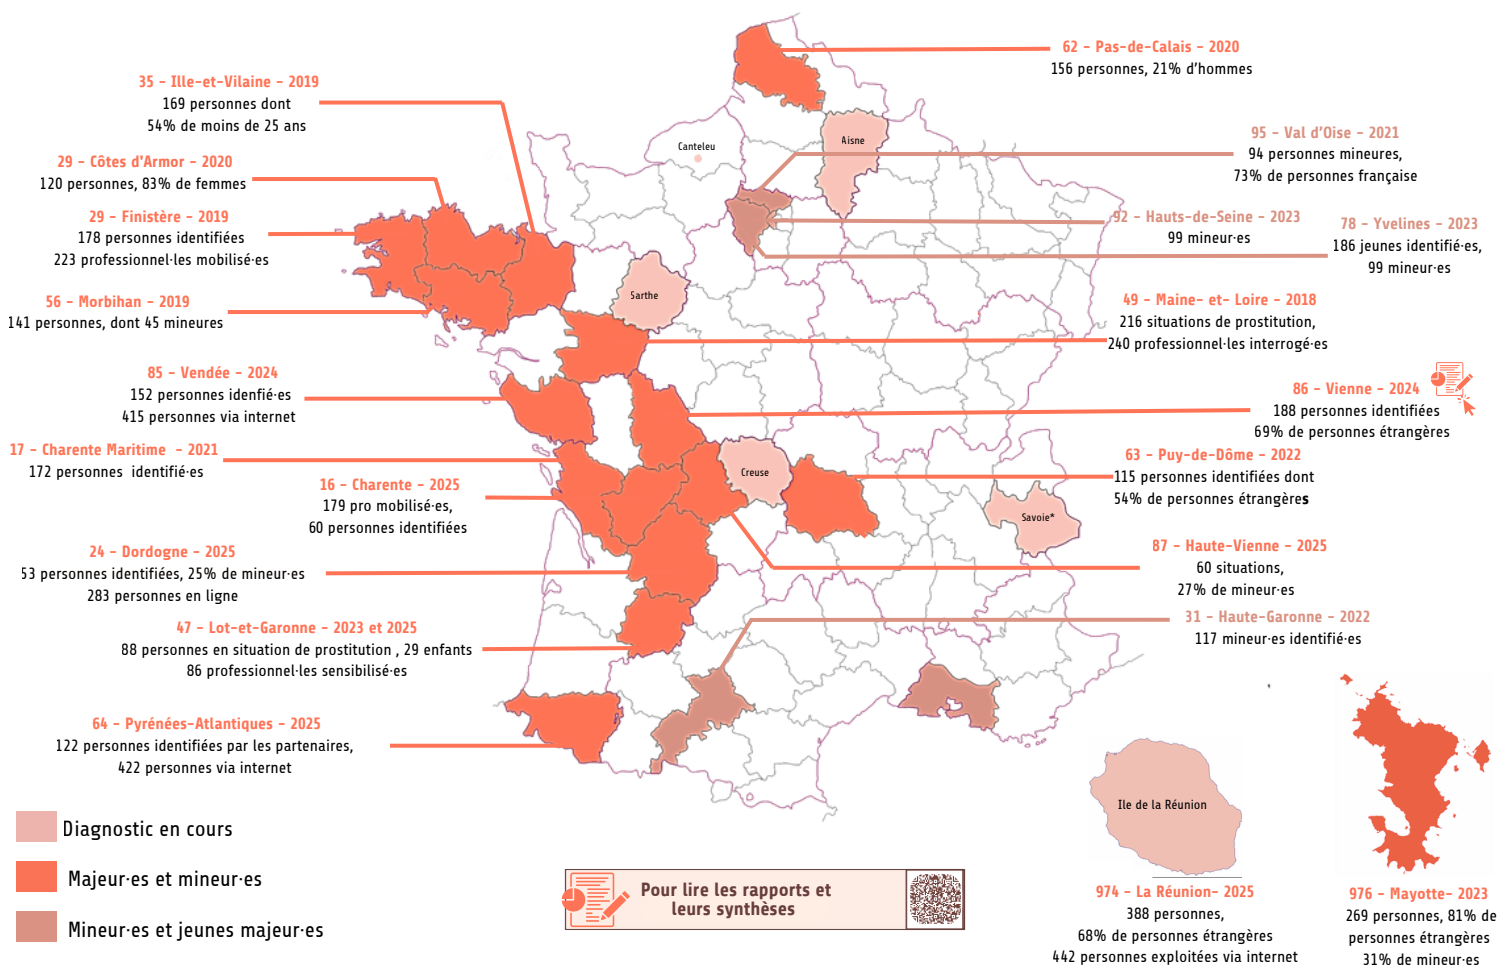 62 - Pas-de-Calais - 2020
156 personnes, 21% d'hommes
35 - Ille-et-Vilaine - 2019
169 personnes dont
54% de moins de 25 ans
29 - Côtes d'Armor - 2020
120 personnes, 83% de femmes
29 - Finistère - 2019
178 personnes identifiées
223 professionnel·les mobilisé·es
56 - Morbihan - 2019
141 personnes, dont 45 mineures
85 - Vendée - 2024
152 personnes idenfié·es
415 personnes via internet
17 - Charente Maritime - 2021
172 personnes identifié·es
16 - Charente - 2025
179 pro mobilisé·es,
60 personnes identifiées
24 - Dordogne - 2025
53 personnes identifiées, 25% de mineur·es
283 personnes en ligne
47 - Lot-et-Garonne - 2023 et 2025
88 personnes en situation de prostitution , 29 enfants
86 professionnel·les sensibilisé·es
64 - Pyrénées-Atlantiques - 2025
122 personnes identifiées par les partenaires,
422 personnes via internet
Canteleu
Aisne
Sarthe
Creuse
Savoie*
95 - Val d'Oise - 2021
94 personnes mineures,
73% de personnes française
92 - Hauts-de-Seine - 2023
99 mineur·es
78 - Yvelines - 2023
186 jeunes identifié·es,
99 mineur·es
49 - Maine- et- Loire - 2018
216 situations de prostitution,
240 professionnel·les interrogé·es
86 - Vienne - 2024
188 personnes identifiées
69% de personnes étrangères
63 - Puy-de-Dôme - 2022
115 personnes identifiées dont
54% de personnes étrangères
87 - Haute-Vienne - 2025
60 situations,
27% de mineur·es
31 - Haute-Garonne - 2022
117 mineur·es identifié·es
Ile de la Réunion
974 - La Réunion- 2025
388 personnes,
68% de personnes étrangères
442 personnes exploitées via internet
976 - Mayotte- 2023
269 personnes, 81% de
personnes étrangères
31% de mineur·es
Diagnostic en cours
Majeur·es et mineur·es
Mineur·es et jeunes majeur·es
Pour lire les rapports et
leurs synthèses